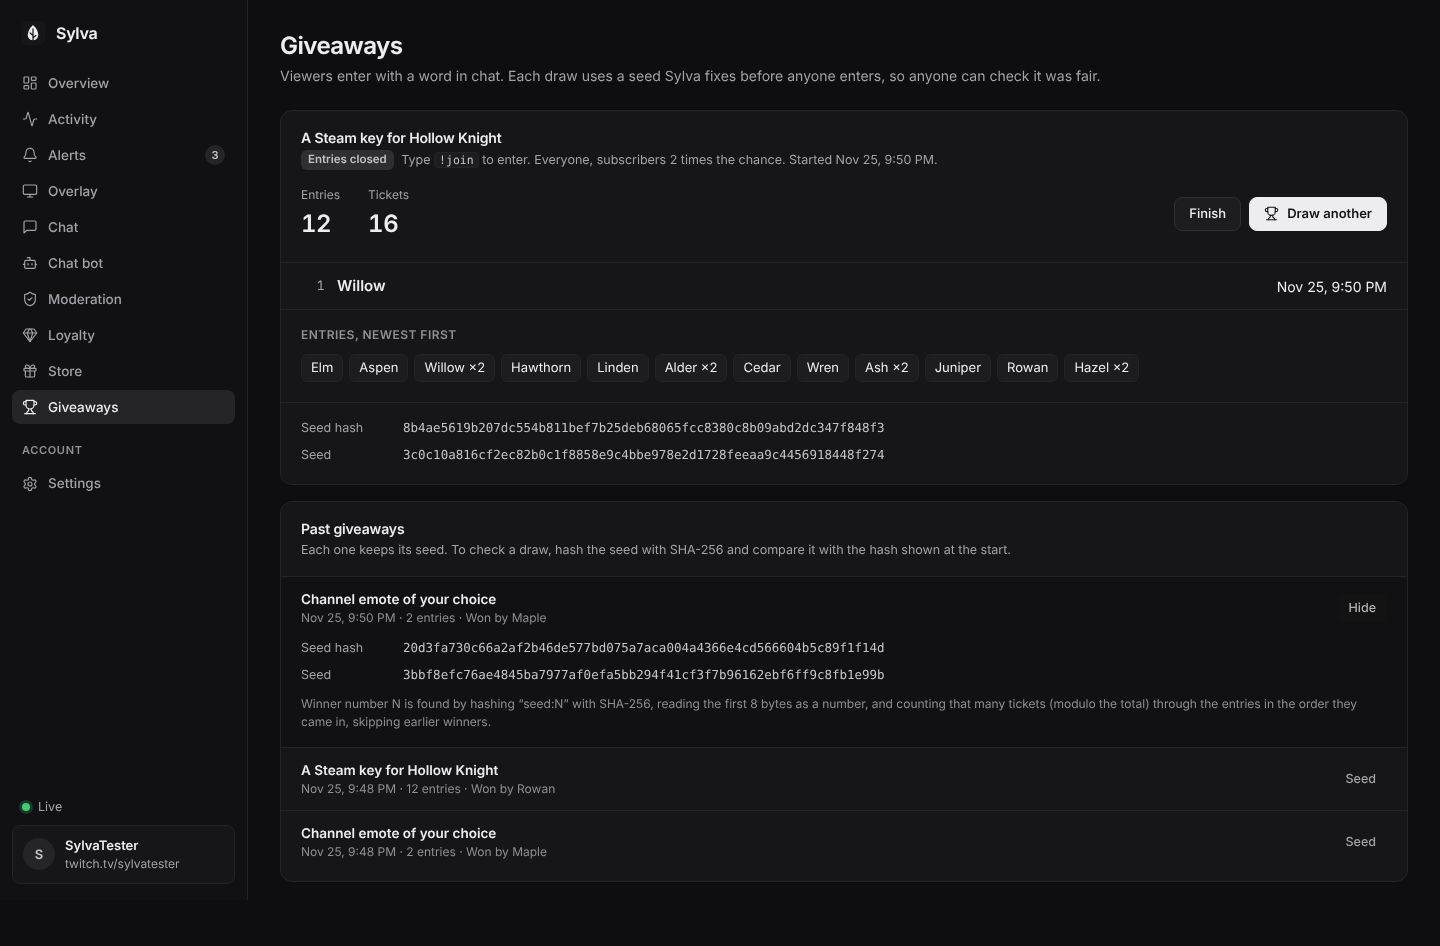 Sylva
Overview
Activity
Alerts 3
Overlay
Chat
Chat bot
Moderation
Loyalty
Store
Giveaways
ACCOUNT
Settings
Live
S
SylvaTester
twitch.tv/sylvatester
Giveaways
Viewers enter with a word in chat. Each draw uses a seed Sylva fixes before anyone enters, so anyone can check it was fair.
A Steam key for Hollow Knight
Entries closed Type !join to enter. Everyone, subscribers 2 times the chance. Started Nov 25, 9:50 PM.
Entries Tickets
12 16
Finish Draw another
1 Willow Nov 25, 9:50 PM
ENTRIES, NEWEST FIRST
Elm Aspen Willow ×2 Hawthorn Linden Alder ×2 Cedar Wren Ash ×2 Juniper Rowan Hazel ×2
Seed hash 8b4ae5619b207dc554b811bef7b25deb68065fcc8380c8b09abd2dc347f848f3
Seed 3c0c10a816cf2ec82b0c1f8858e9c4bbe978e2d1728feeaa9c4456918448f274
Past giveaways
Each one keeps its seed. To check a draw, hash the seed with SHA-256 and compare it with the hash shown at the start.
Channel emote of your choice
Nov 25, 9:50 PM · 2 entries · Won by Maple
Hide
Seed hash 20d3fa730c66a2af2b46de577bd075a7aca004a4366e4cd566604b5c89f1f14d
Seed 3bbf8efc76ae4845ba7977af0efa5bb294f41cf3f7b96162ebf6ff9c8fb1e99b
Winner number N is found by hashing “seed:N” with SHA-256, reading the first 8 bytes as a number, and counting that many tickets (modulo the total) through the entries in the order they
came in, skipping earlier winners.
A Steam key for Hollow Knight
Nov 25, 9:48 PM · 12 entries · Won by Rowan
Seed
Channel emote of your choice
Nov 25, 9:48 PM · 2 entries · Won by Maple
Seed